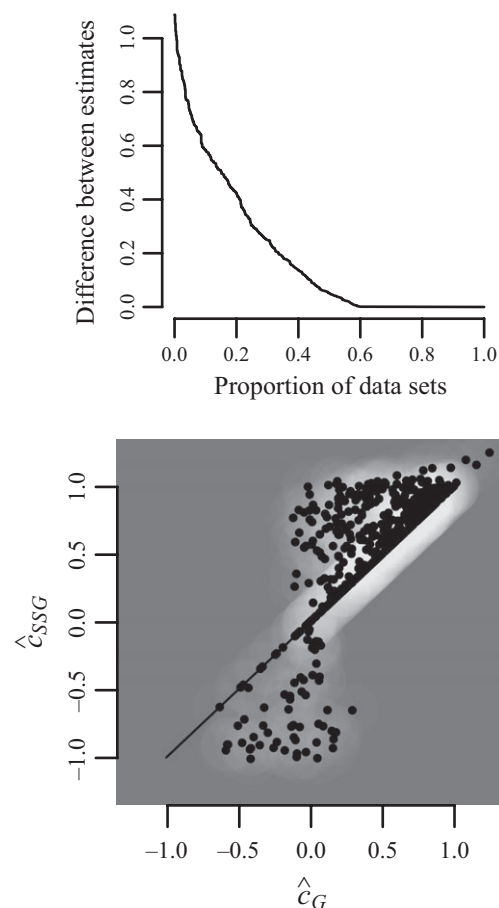 Difference between estimates
1.0
0.8
0.6
0.4
0.2
0.0
0.0 0.2 0.4 0.6 0.8 1.0
Proportion of data sets
ĉ_SSG
1.0
0.5
0.0
−0.5
−1.0
−1.0 −0.5 0.0 0.5 1.0
ĉ_G